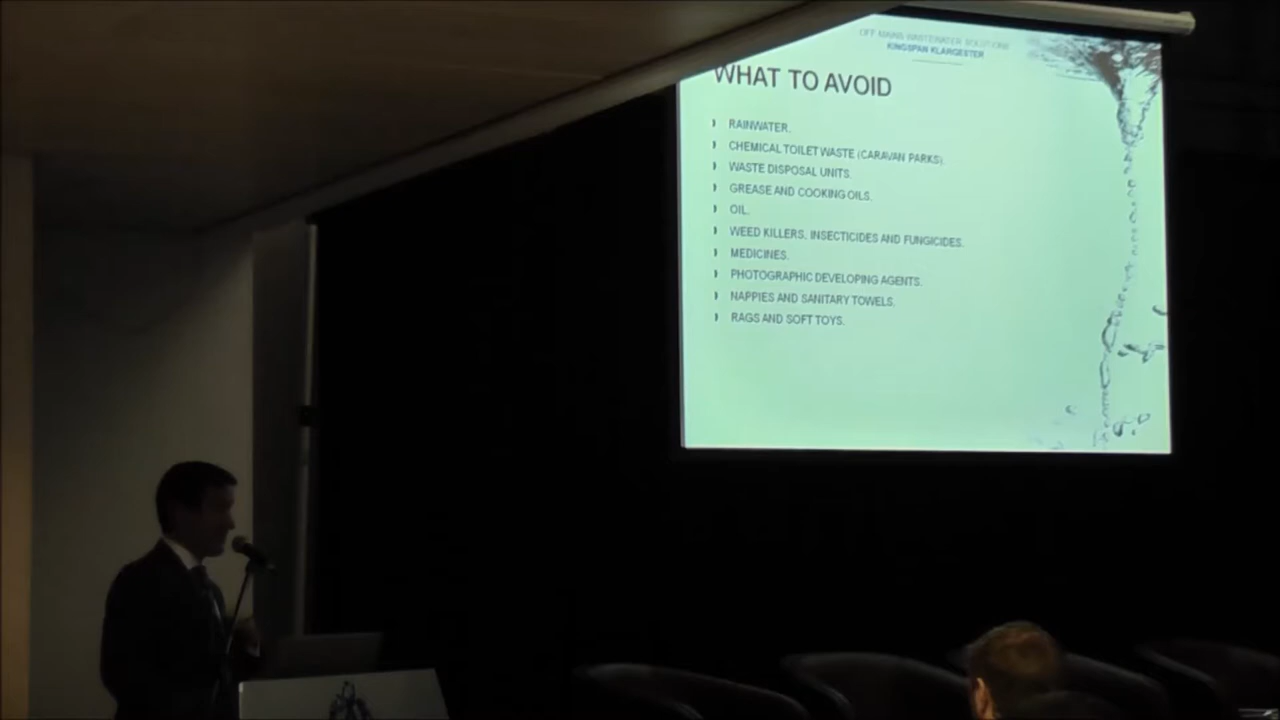 OFF MAINS WASTEWATER SOLUTIONS
KINGSPAN KLARGESTER
WHAT TO AVOID
RAINWATER.
CHEMICAL TOILET WASTE (CARAVAN PARKS).
WASTE DISPOSAL UNITS.
GREASE AND COOKING OILS.
OIL.
WEED KILLERS, INSECTICIDES AND FUNGICIDES.
MEDICINES.
PHOTOGRAPHIC DEVELOPING AGENTS.
NAPPIES AND SANITARY TOWELS.
RAGS AND SOFT TOYS.